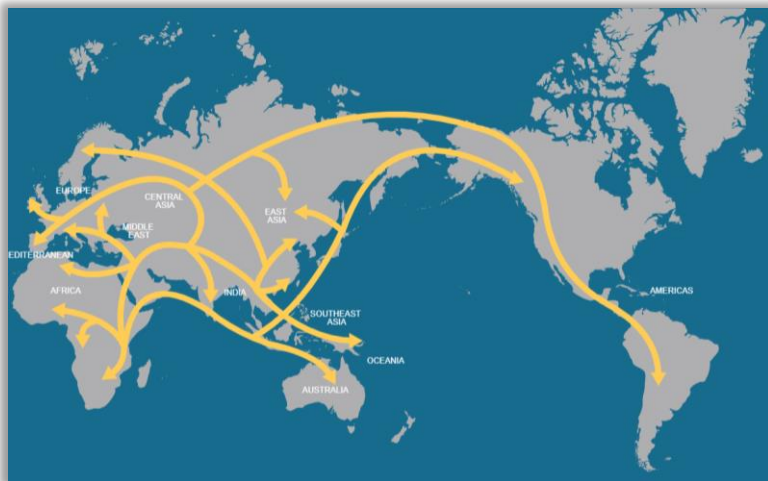 EUROPE
CENTRAL
ASIA
EAST
ASIA
MIDDLE
EAST
EDITERRANEAN
AFRICA
INDIA
AMERICAS
SOUTHEAST
ASIA
OCEANIA
AUSTRALIA